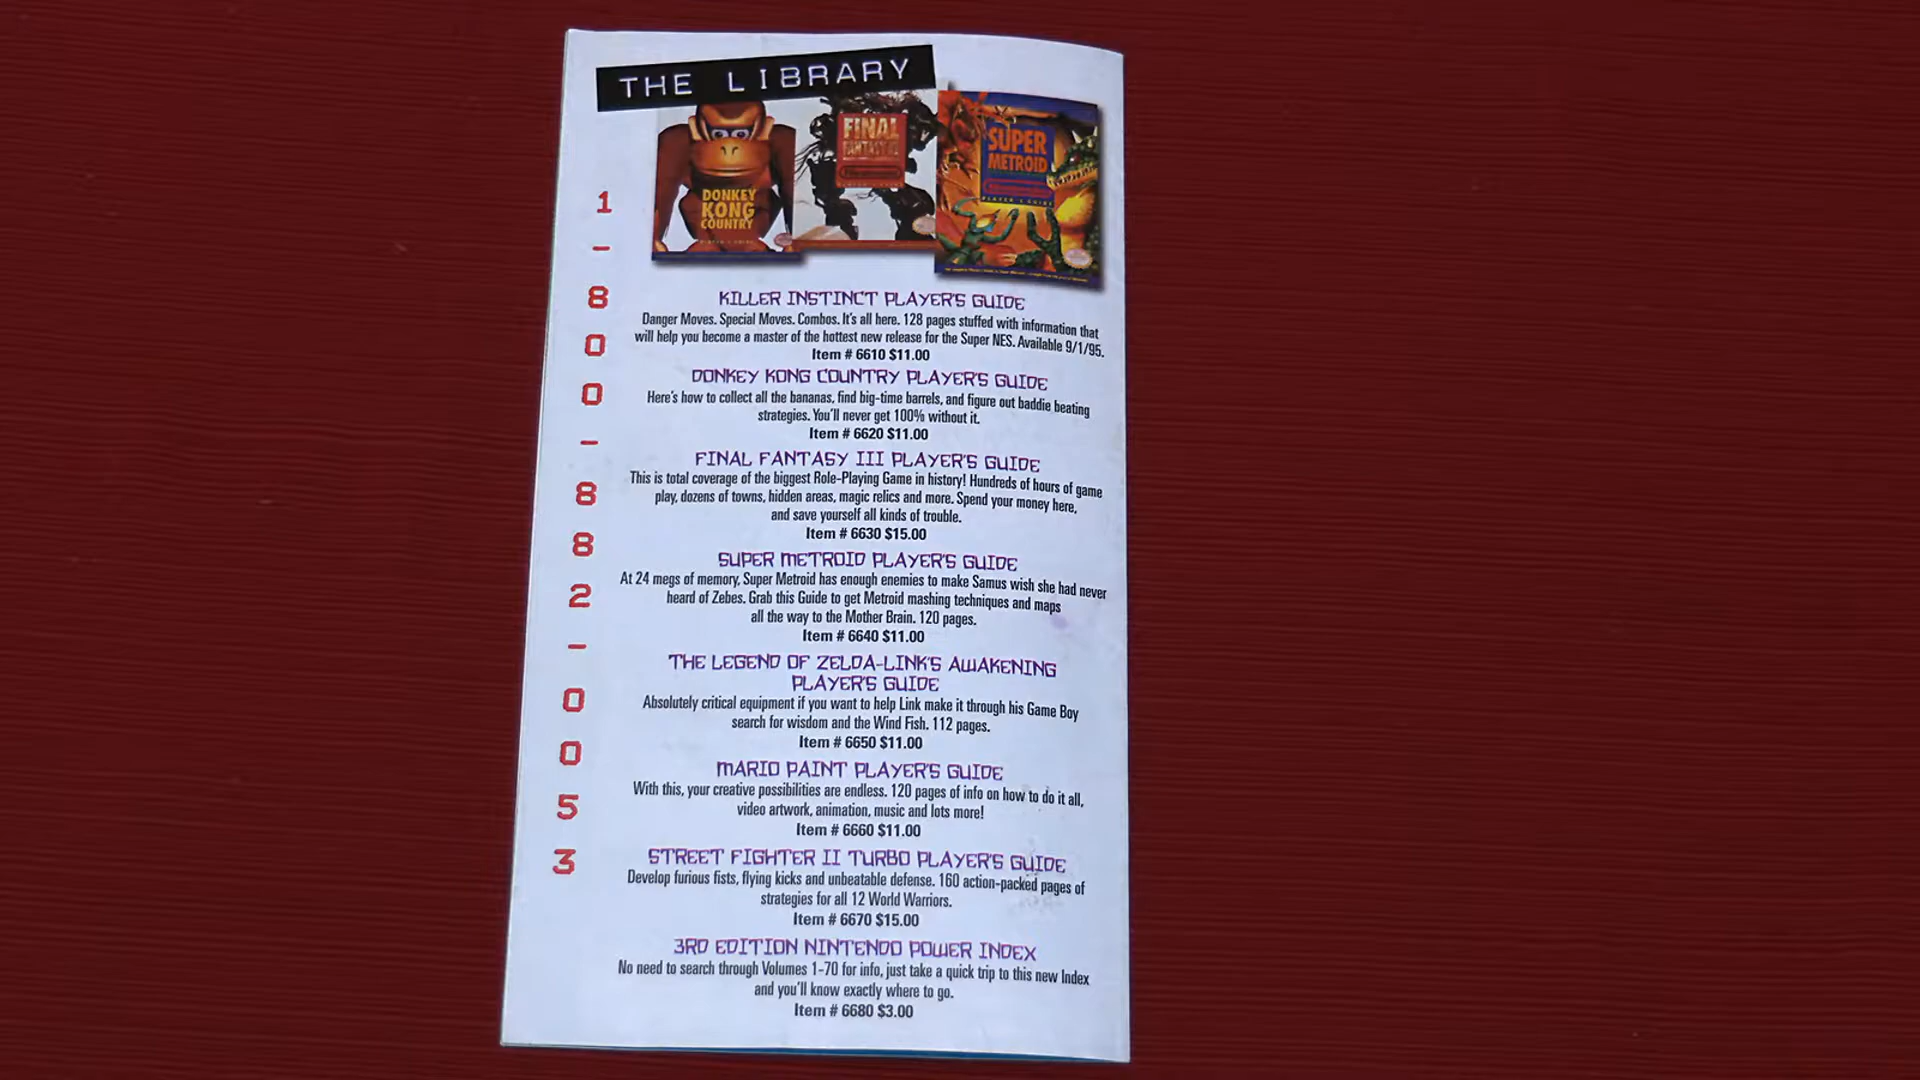 THE LIBRARY
DONKEY
KONG
COUNTRY
FINAL
SUPER
METROID
PLAYER'S GUIDE
1-800-882-0053
KILLER INSTINCT PLAYER'S GUIDE
Danger Moves. Special Moves. Combos. It's all here. 128 pages stuffed with information that
will help you become a master of the hottest new release for the Super NES. Available 9/1/95.
Item # 6610 $11.00
DONKEY KONG COUNTRY PLAYER'S GUIDE
Here's how to collect all the bananas, find big-time barrels, and figure out baddie beating
strategies. You'll never get 100% without it.
Item # 6620 $11.00
FINAL FANTASY III PLAYER'S GUIDE
This is total coverage of the biggest Role-Playing Game in history! Hundreds of hours of game
play, dozens of towns, hidden areas, magic relics and more. Spend your money here,
and save yourself all kinds of trouble.
Item # 6630 $15.00
SUPER METROID PLAYER'S GUIDE
At 24 megs of memory, Super Metroid has enough enemies to make Samus wish she had never
heard of Zebes. Grab this Guide to get Metroid mashing techniques and maps
all the way to the Mother Brain. 120 pages.
Item # 6640 $11.00
THE LEGEND OF ZELDA-LINK'S AWAKENING
PLAYER'S GUIDE
Absolutely critical equipment if you want to help Link make it through his Game Boy
search for wisdom and the Wind Fish. 112 pages.
Item # 6650 $11.00
MARIO PAINT PLAYER'S GUIDE
With this, your creative possibilities are endless. 120 pages of info on how to do it all,
video artwork, animation, music and lots more!
Item # 6660 $11.00
STREET FIGHTER II TURBO PLAYER'S GUIDE
Develop furious fists, flying kicks and unbeatable defense. 160 action-packed pages of
strategies for all 12 World Warriors.
Item # 6670 $15.00
3RD EDITION NINTENDO POWER INDEX
No need to search through Volumes 1-70 for info, just take a quick trip to this new Index
and you'll know exactly where to go.
Item # 6680 $3.00